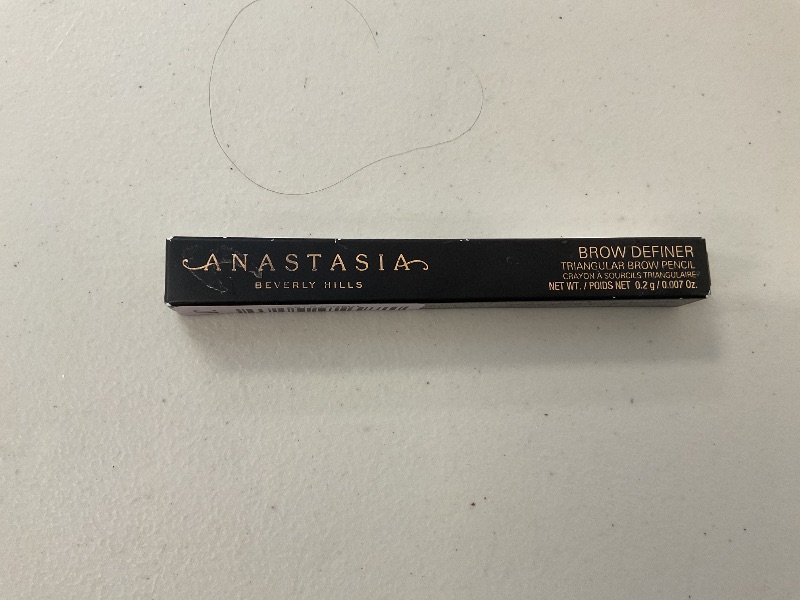 ANASTASIA
BEVERLY HILLS
BROW DEFINER
TRIANGULAR BROW PENCIL
CRAYON À SOURCILS TRIANGULAIRE
NET WT. / POIDS NET 0.2 g / 0.007 Oz.